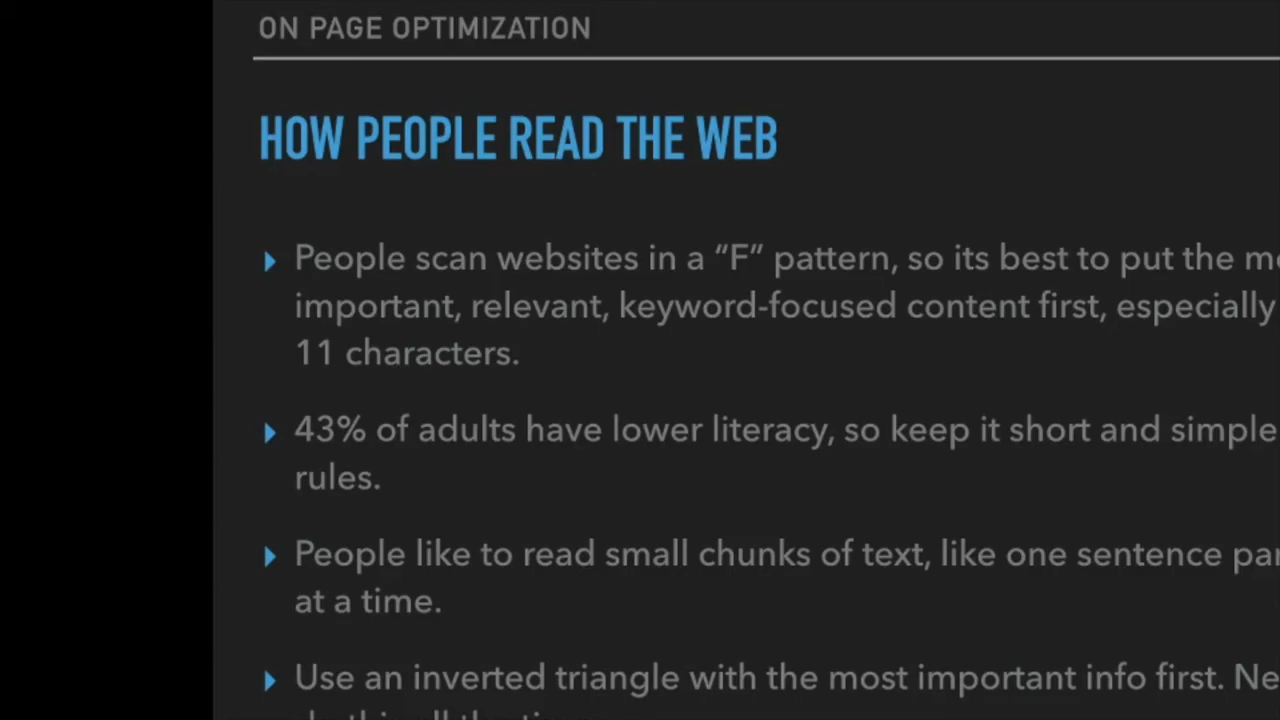 ON PAGE OPTIMIZATION
HOW PEOPLE READ THE WEB
People scan websites in a “F” pattern, so its best to put the
important, relevant, keyword-focused content first, especially
11 characters.
43% of adults have lower literacy, so keep it short and simple
rules.
People like to read small chunks of text, like one sentence
at a time.
Use an inverted triangle with the most important info first.